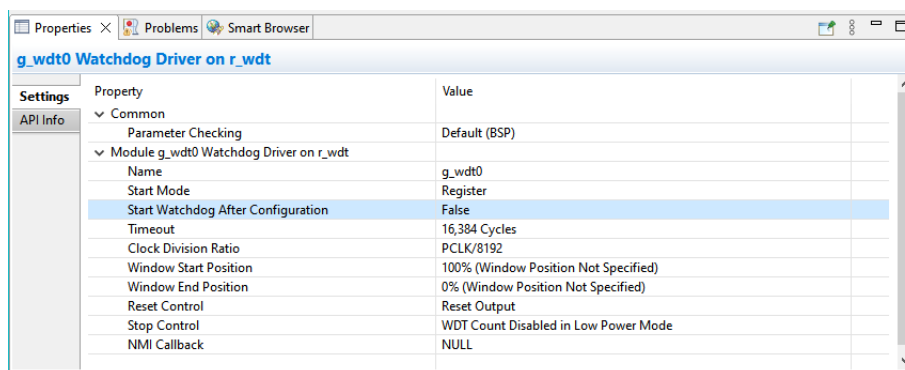 Properties Problems Smart Browser
g_wdt0 Watchdog Driver on r_wdt
Settings
API Info
Property Value
Common
Parameter Checking Default (BSP)
Module g_wdt0 Watchdog Driver on r_wdt
Name g_wdt0
Start Mode Register
Start Watchdog After Configuration False
Timeout 16,384 Cycles
Clock Division Ratio PCLK/8192
Window Start Position 100% (Window Position Not Specified)
Window End Position 0% (Window Position Not Specified)
Reset Control Reset Output
Stop Control WDT Count Disabled in Low Power Mode
NMI Callback NULL